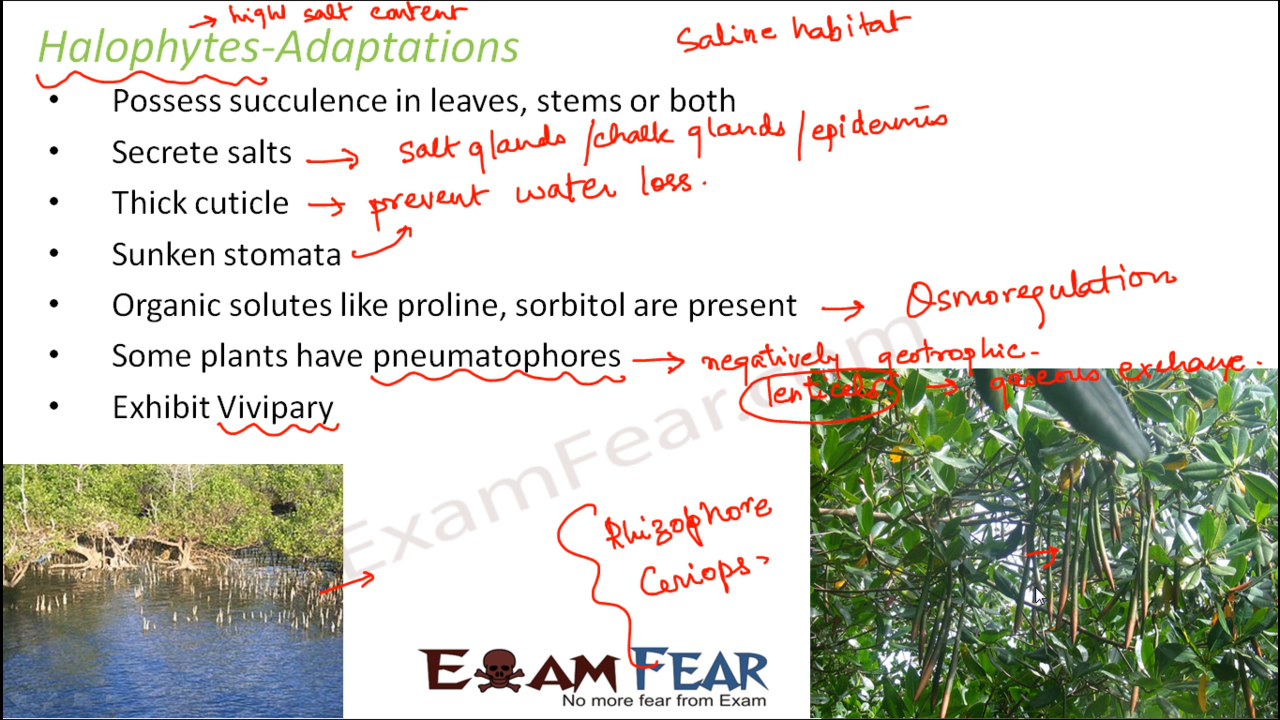 → high salt content
Halophytes-Adaptations
Saline habitat
• Possess succulence in leaves, stems or both
• Secrete salts → salt glands /chalk glands /epidermis
• Thick cuticle → prevent water loss.
• Sunken stomata
• Organic solutes like proline, sorbitol are present → Osmoregulation
• Some plants have pneumatophores → negatively geotrophic.
lenticels → gaseous exchange.
• Exhibit Vivipary
ExamFear.com
Rhizophore
Ceriops
EXAM FEAR
No more fear from Exam